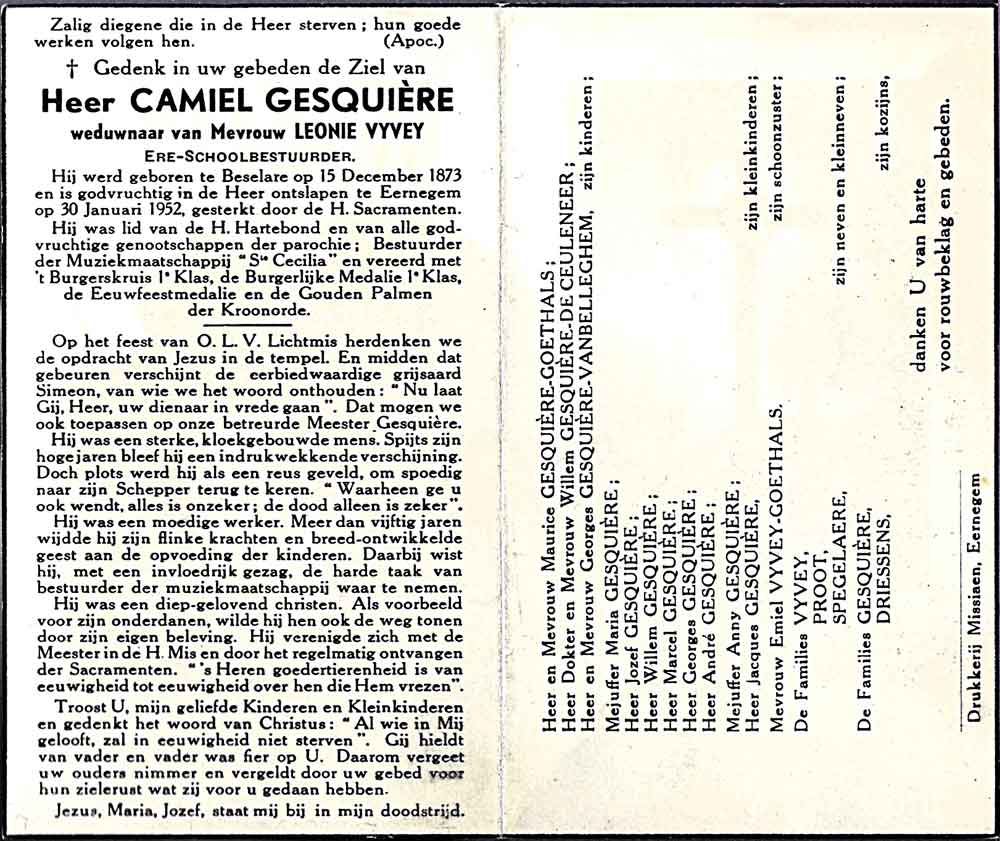 Zalig diegene die in de Heer sterven ; hun goede
werken volgen hen. (Apoc.)
† Gedenk in uw gebeden de Ziel van
Heer CAMIEL GESQUIÈRE
weduwnaar van Mevrouw LEONIE VYVEY
ERE-SCHOOLBESTUURDER.
Hij werd geboren te Beselare op 15 December 1873
en is godvruchtig in de Heer ontslapen te Eernegem
op 30 Januari 1952, gesterkt door de H. Sacramenten.
Hij was lid van de H. Hartebond en van alle god-
vruchtige genootschappen der parochie ; Bestuurder
der Muziekmaatschappij “ Ste Cecilia ” en vereerd met
't Burgerskruis 1e Klas, de Burgerlijke Medalie 1e Klas,
de Eeuwfeestmedalie en de Gouden Palmen
der Kroonorde.
Op het feest van O. L. V. Lichtmis herdenken we
de opdracht van Jezus in de tempel. En midden dat
gebeuren verschijnt de eerbiedwaardige grijsaard
Simeon, van wie we het woord onthouden : “ Nu laat
Gij, Heer, uw dienaar in vrede gaan ”. Dat mogen we
ook toepassen op onze betreurde Meester Gesquière.
Hij was een sterke, kloekgebouwde mens. Spijts zijn
hoge jaren bleef hij een indrukwekkende verschijning.
Doch plots werd hij als een reus geveld, om spoedig
naar zijn Schepper terug te keren. “ Waarheen ge u
ook wendt, alles is onzeker ; de dood alleen is zeker ”.
Hij was een moedige werker. Meer dan vijftig jaren
wijdde hij zijn flinke krachten en breed-ontwikkelde
geest aan de opvoeding der kinderen. Daarbij wist
hij, met een invloedrijk gezag, de harde taak van
bestuurder der muziekmaatschappij waar te nemen.
Hij was een diep-gelovend christen. Als voorbeeld
voor zijn onderdanen, wilde hij hen ook de weg tonen
door zijn eigen beleving. Hij verenigde zich met de
Meester in de H. Mis en door het regelmatig ontvangen
der Sacramenten. “ 's Heren goedertierenheid is van
eeuwigheid tot eeuwigheid over hen die Hem vrezen”.
Troost U, mijn geliefde Kinderen en Kleinkinderen
en gedenkt het woord van Christus : “ Al wie in Mij
gelooft, zal in eeuwigheid niet sterven ”. Gij hieldt
van vader en vader was fier op U. Daarom vergeet
uw ouders nimmer en vergeldt door uw gebed voor
hun zielerust wat zij voor u gedaan hebben.
Jezus, Maria, Jozef, staat mij bij in mijn doodstrijd.
Heer en Mevrouw Maurice GESQUIÈRE-GOETHALS ;
Heer Dokter en Mevrouw Willem GESQUIÈRE-DE CEULENER ;
Heer en Mevrouw Georges GESQUIÈRE-VANBELLEGHEM, zijn kinderen ;
Mejuffer Maria GESQUIÈRE ;
Heer Jozef GESQUIÈRE ;
Heer Willem GESQUIÈRE ;
Heer Marcel GESQUIÈRE ;
Heer Georges GESQUIÈRE ;
Heer André GESQUIÈRE ;
Mejuffer Anny GESQUIÈRE ;
Heer Jacques GESQUIÈRE, zijn kleinkinderen ;
Mevrouw Emiel VYVEY-GOETHALS, zijn schoonzuster ;
De Families VYVEY,
PROOT,
SPEGELAERE, zijn neven en kleinneven ;
De Families GESQUIÈRE,
DRIESSENS, zijn kozijns,
danken U van harte
voor rouwbeklag en gebeden.
Drukkerij Missiaen, Eernegem